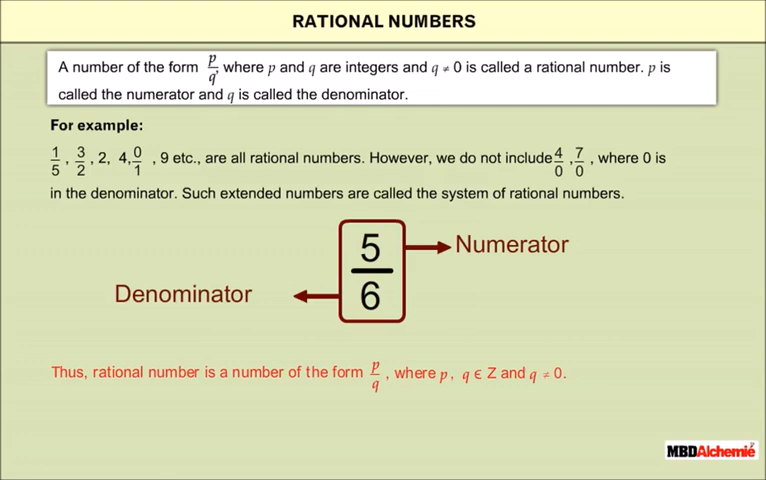 RATIONAL NUMBERS
A number of the form p/q, where p and q are integers and q ≠ 0 is called a rational number. p is
called the numerator and q is called the denominator.
For example:
1/5 , 3/2 , 2, 4, 0/1 , 9 etc., are all rational numbers. However, we do not include 4/0 , 7/0 , where 0 is
in the denominator. Such extended numbers are called the system of rational numbers.
5/6
Numerator
Denominator
Thus, rational number is a number of the form p/q , where p, q ∈ Z and q ≠ 0.
MBDAlchemié